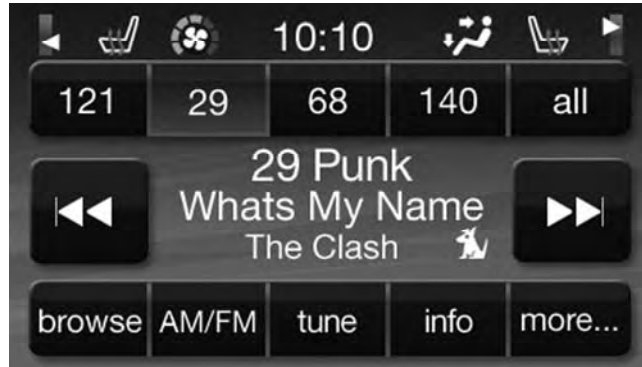 10:10
121 29 68 140 all
29 Punk
Whats My Name
The Clash
browse AM/FM tune info more...